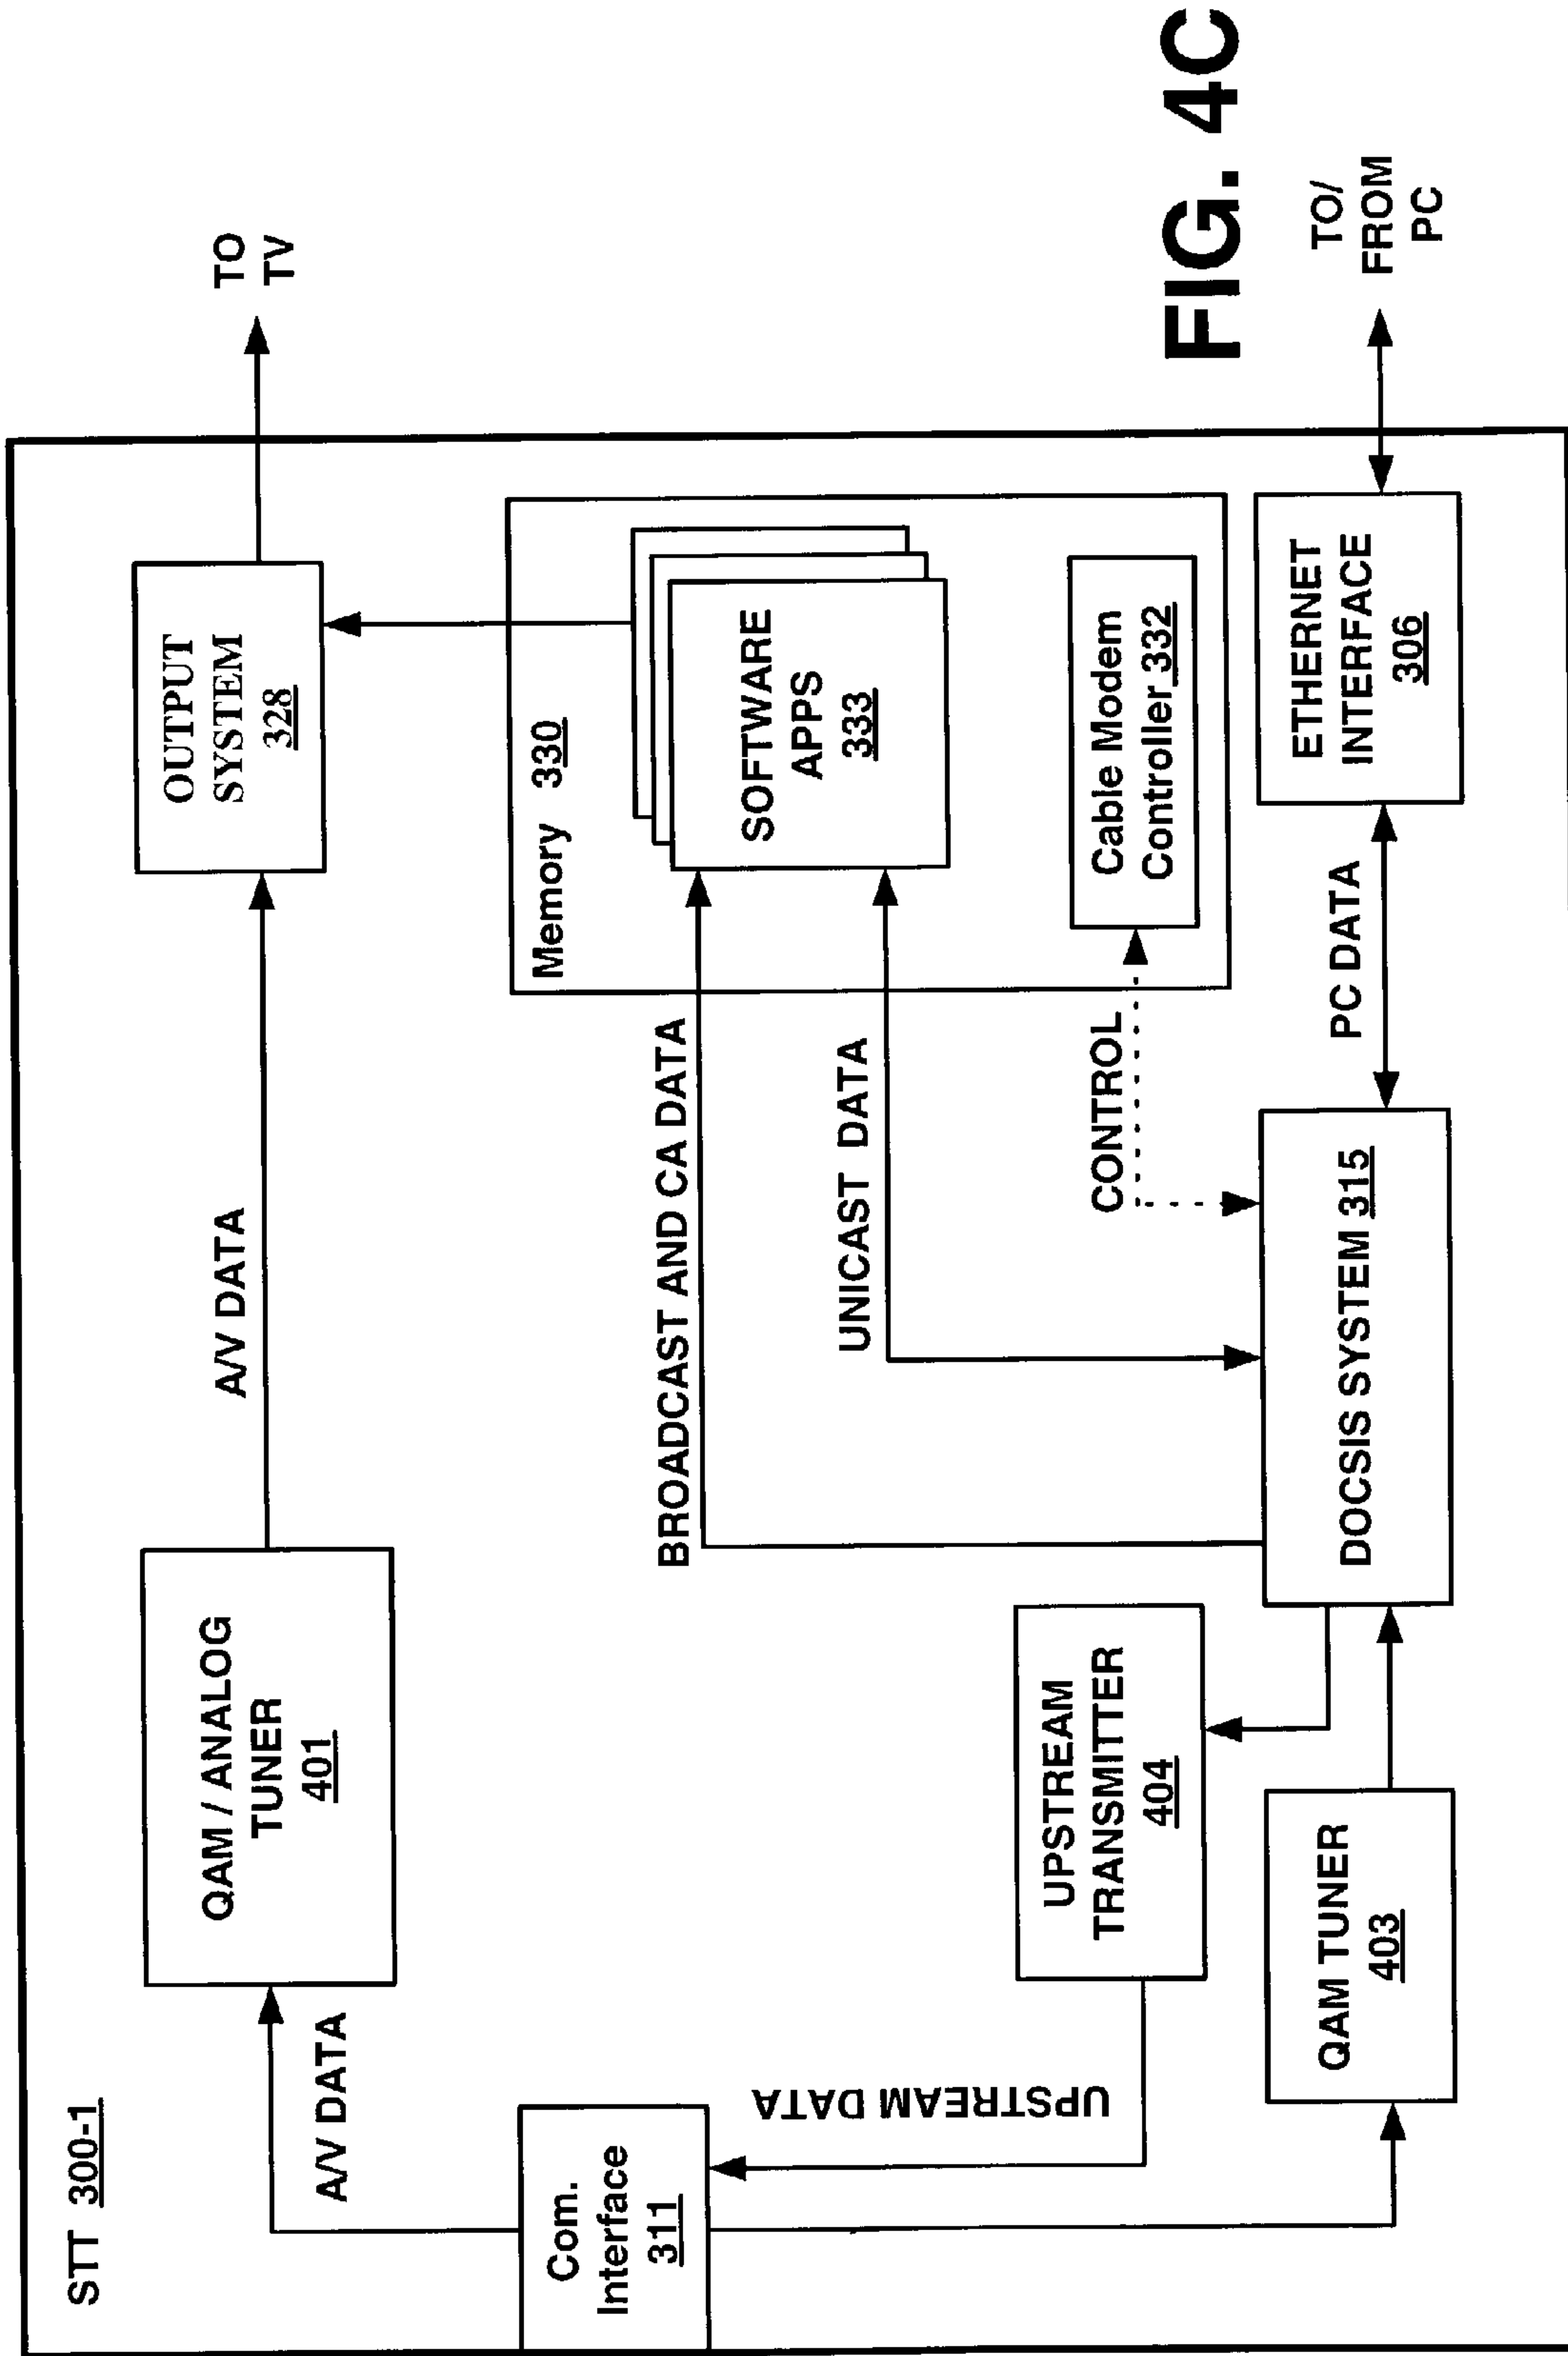 STT 300-1
A/V DATA
QAM / ANALOG
TUNER
401
A/V DATA
OUTPUT
SYSTEM
328
TO
TV
Com.
Interface
311
UPSTREAM DATA
BROADCAST AND CA DATA
UNICAST DATA
CONTROL
Memory 330
SOFTWARE
APPS
333
Cable Modem
Controller 332
UPSTREAM
TRANSMITTER
404
QAM TUNER
403
DOCSIS SYSTEM 315
PC DATA
ETHERNET
INTERFACE
306
TO/
FROM
PC
FIG. 4C